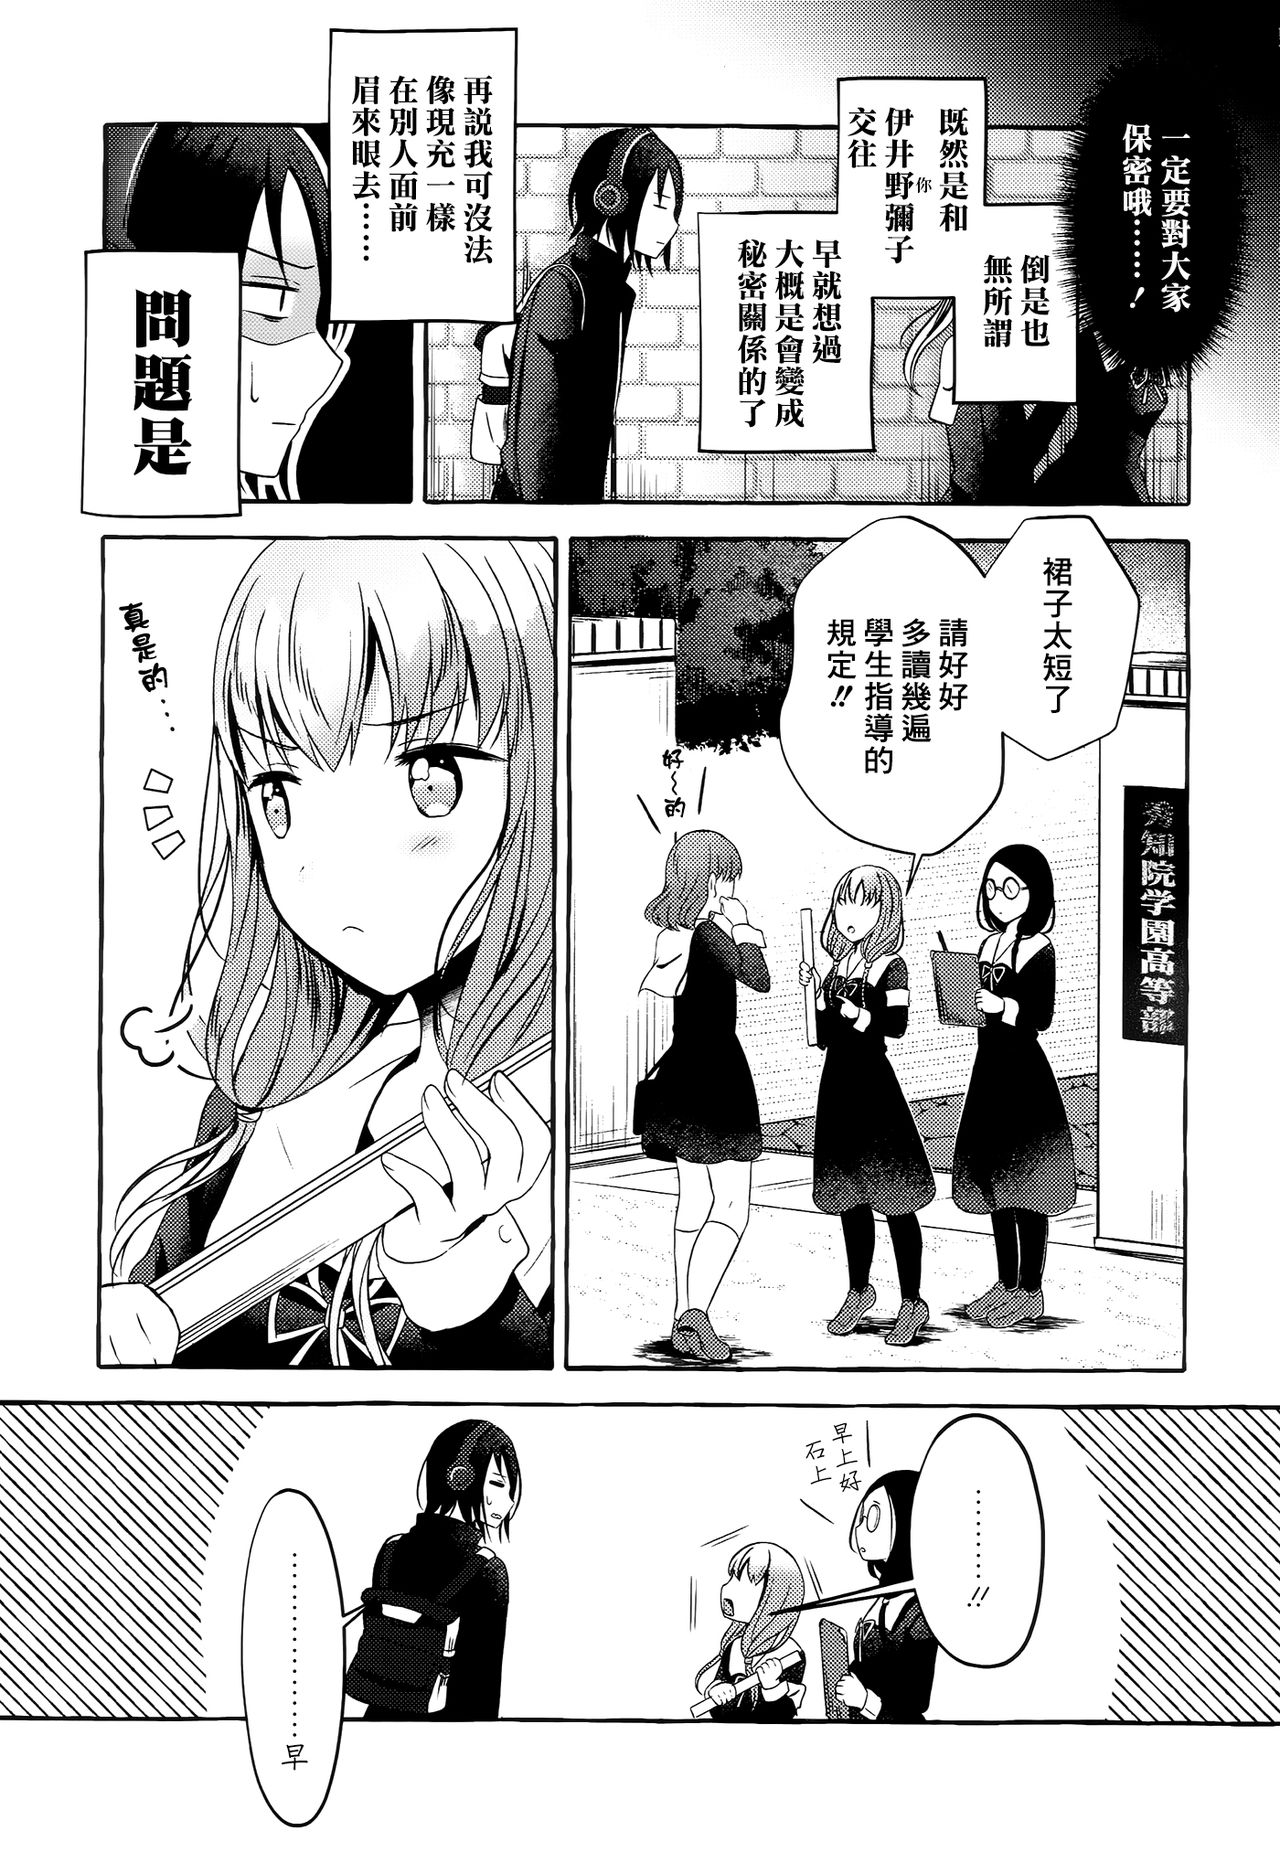 一定要對大家
保密哦……！
倒是也
無所謂
既然是和
伊井野彌子
你
交往
早就想過
大概是會變成
秘密關係的了
再説我可沒法
像現充一樣
在別人面前
眉來眼去……
問題是
裙子太短了
請好好
多讀幾遍
學生指導的
規定!!
好～的
秀知院学園高等部
真是的…
………!!
早上好
石上
…………早